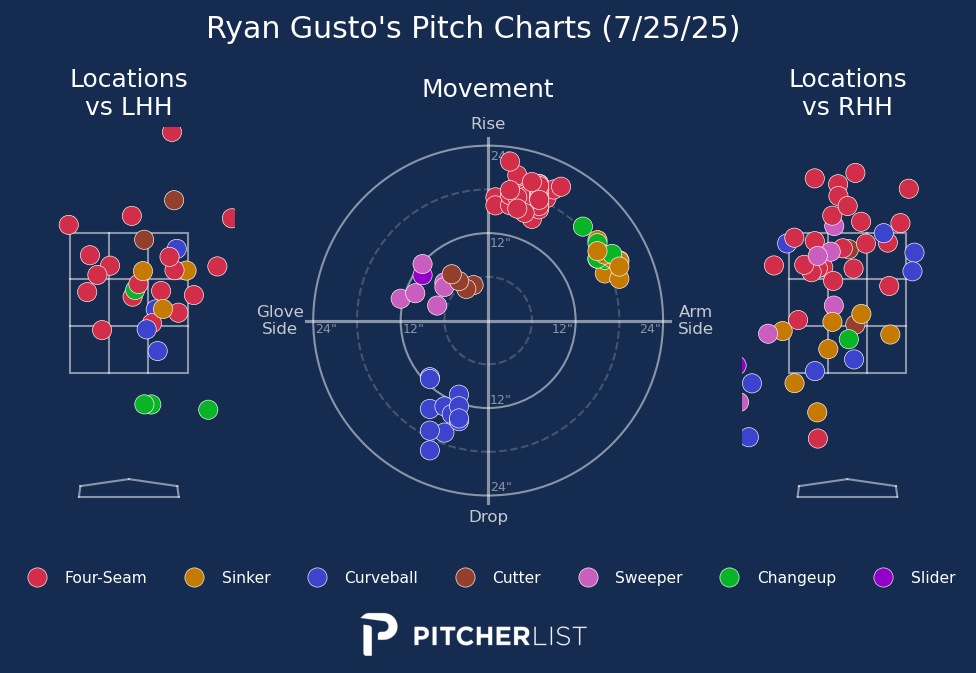 Ryan Gusto's Pitch Charts (7/25/25)
Locations
vs LHH
Movement
Locations
vs RHH
Rise
24"
12"
Glove
Side
24"
12"
12"
24"
Arm
Side
12"
24"
Drop
Four-Seam
Sinker
Curveball
Cutter
Sweeper
Changeup
Slider
PITCHERLIST